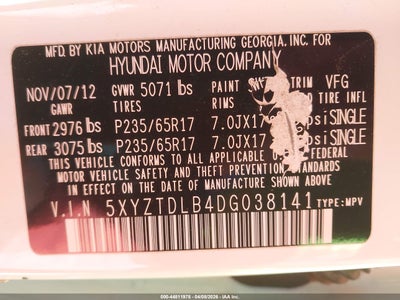 MFD. BY KIA MOTORS MANUFACTURING GEORGIA, INC. FOR
HYUNDAI MOTOR COMPANY
NOV/07/12 GVWR 5071 lbs PAINT TRIM VFG
GAWR TIRES RIMS TIRE INFL
FRONT 2976 lbs P235/65R17 7.0JX17 psi SINGLE
REAR 3075 lbs P235/65R17 7.0JX17 psi SINGLE
THIS VEHICLE CONFORMS TO ALL APPLICABLE FEDERAL
MOTOR VEHICLE SAFETY AND THEFT PREVENTION
STANDARDS IN EFFECT ON THE DATE OF
MANUFACTURE SHOWN ABOVE.
V.I.N 5XYZTDLB4DG038141 TYPE:MPV
500-44811978 - 04/08/2026 - IAA Inc.